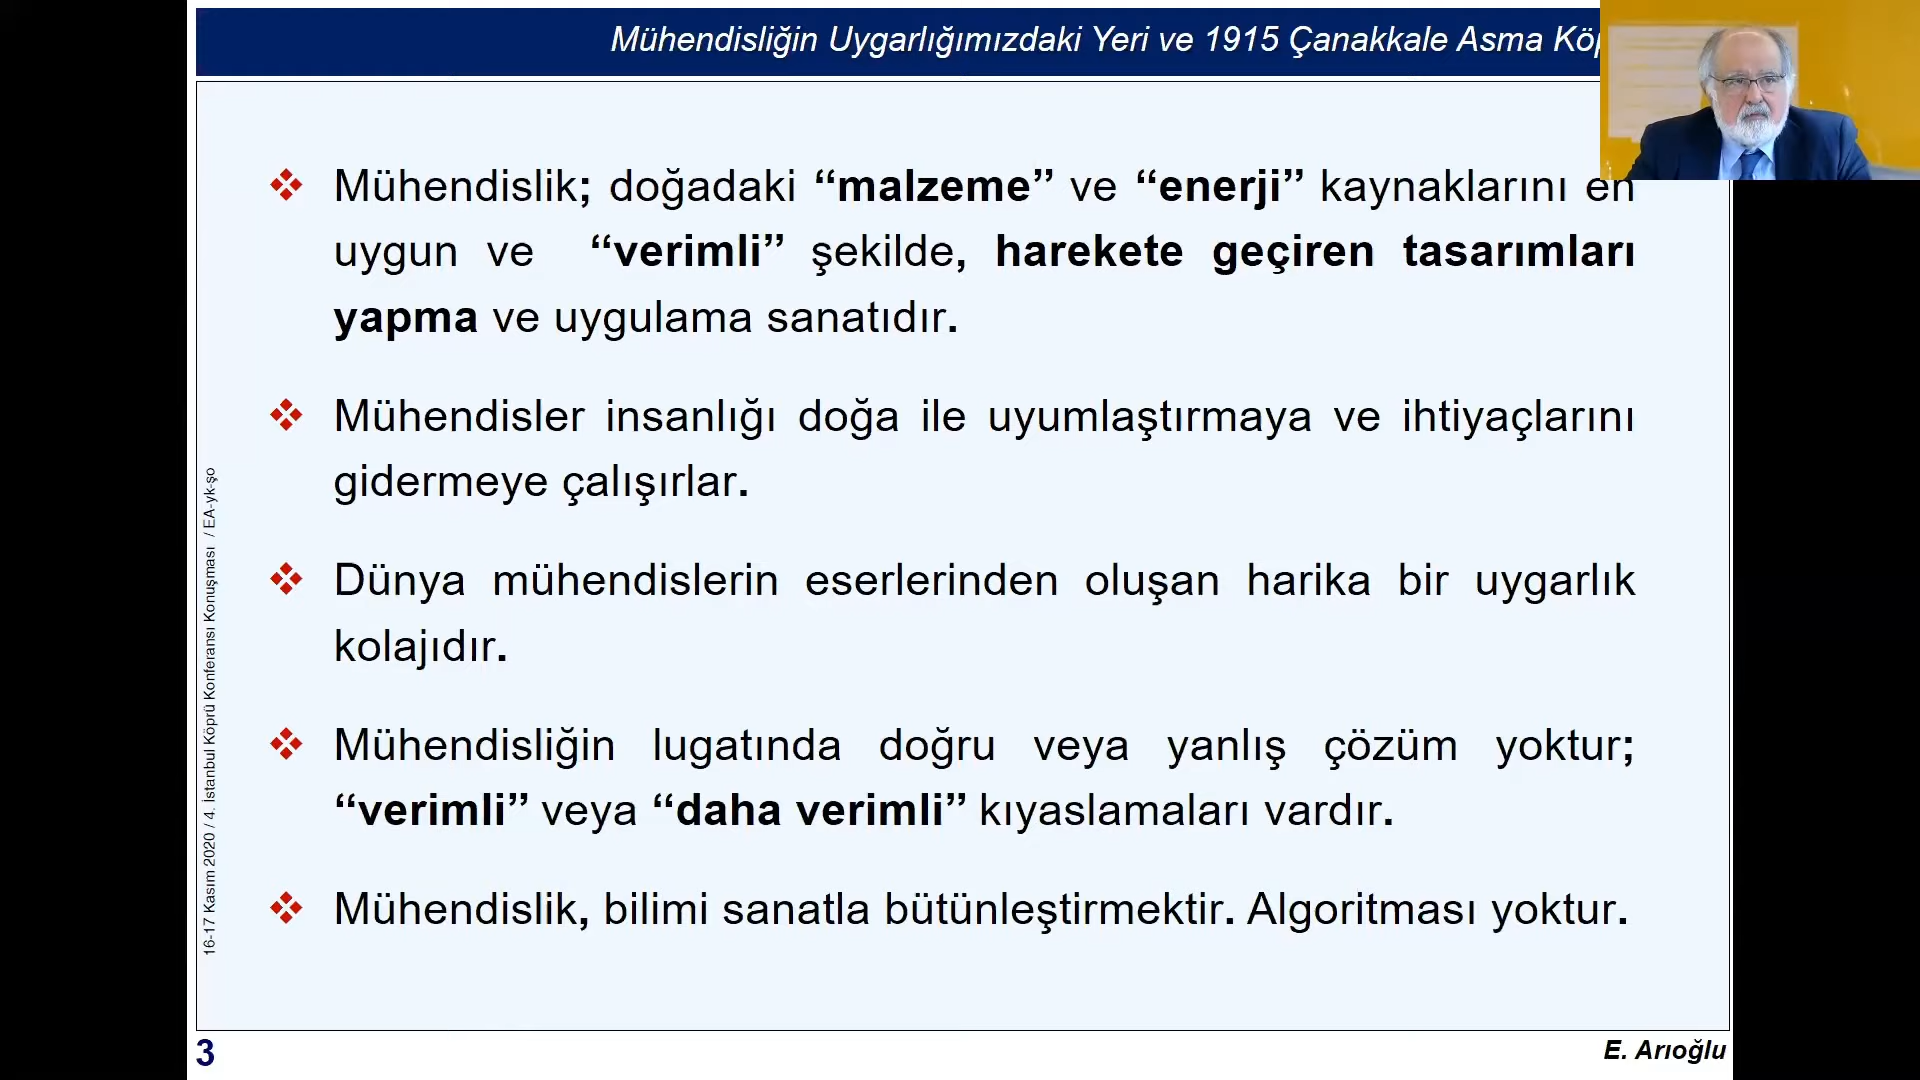 Mühendisliğin Uygarlığımızdaki Yeri ve 1915 Çanakkale Asma
Mühendislik; doğadaki “malzeme” ve “enerji” kaynaklarını en
uygun ve “verimli” şekilde, harekete geçiren tasarımları
yapma ve uygulama sanatıdır.
Mühendisler insanlığı doğa ile uyumlaştırmaya ve ihtiyaçlarını
gidermeye çalışırlar.
Dünya mühendislerin eserlerinden oluşan harika bir uygarlık
kolajıdır.
Mühendisliğin lugatında doğru veya yanlış çözüm yoktur;
“verimli” veya “daha verimli” kıyaslamaları vardır.
Mühendislik, bilimi sanatla bütünleştirmektir. Algoritması yoktur.
16-17 Kasım 2020 / 4. İstanbul Köprü Konferansı Konuşması / EA-yk-şo
3
E. Arıoğlu